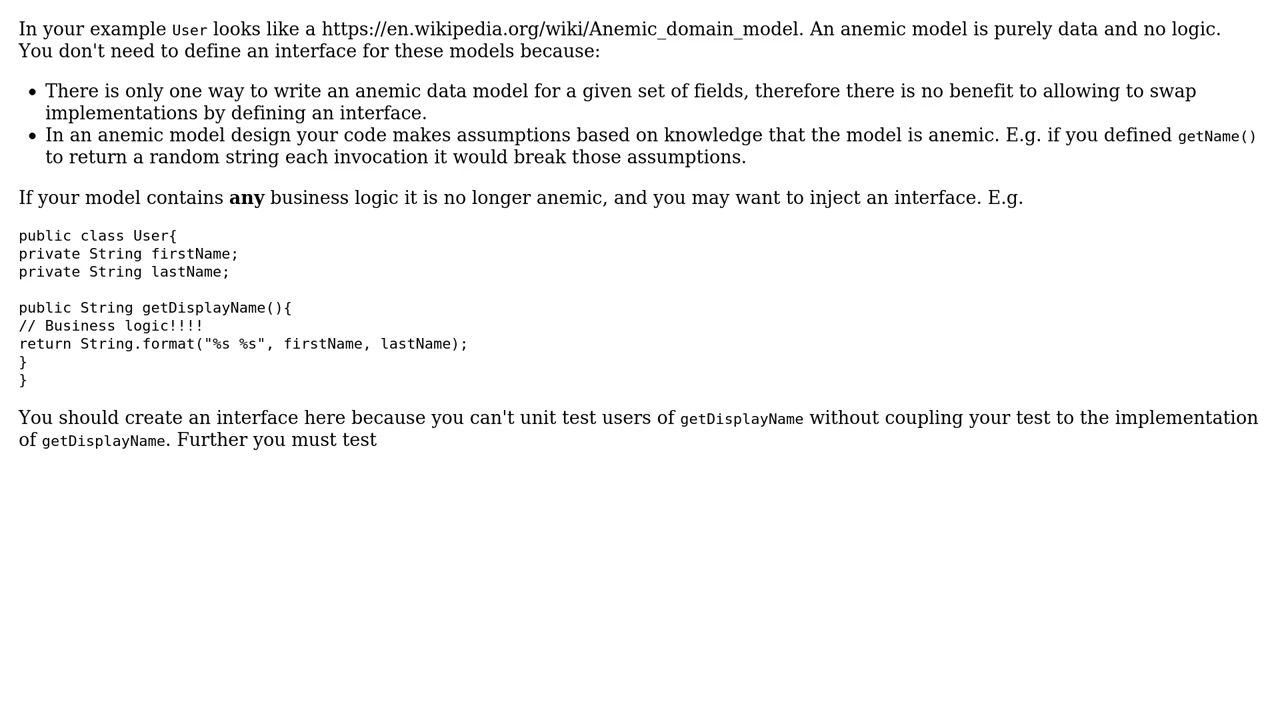 In your example User looks like a https://en.wikipedia.org/wiki/Anemic_domain_model. An anemic model is purely data and no logic.
You don't need to define an interface for these models because:
• There is only one way to write an anemic data model for a given set of fields, therefore there is no benefit to allowing to swap
implementations by defining an interface.
• In an anemic model design your code makes assumptions based on knowledge that the model is anemic. E.g. if you defined getName()
to return a random string each invocation it would break those assumptions.
If your model contains any business logic it is no longer anemic, and you may want to inject an interface. E.g.
public class User{
private String firstName;
private String lastName;
public String getDisplayName(){
// Business logic!!!!
return String.format("%s %s", firstName, lastName);
}
}
You should create an interface here because you can't unit test users of getDisplayName without coupling your test to the implementation
of getDisplayName. Further you must test